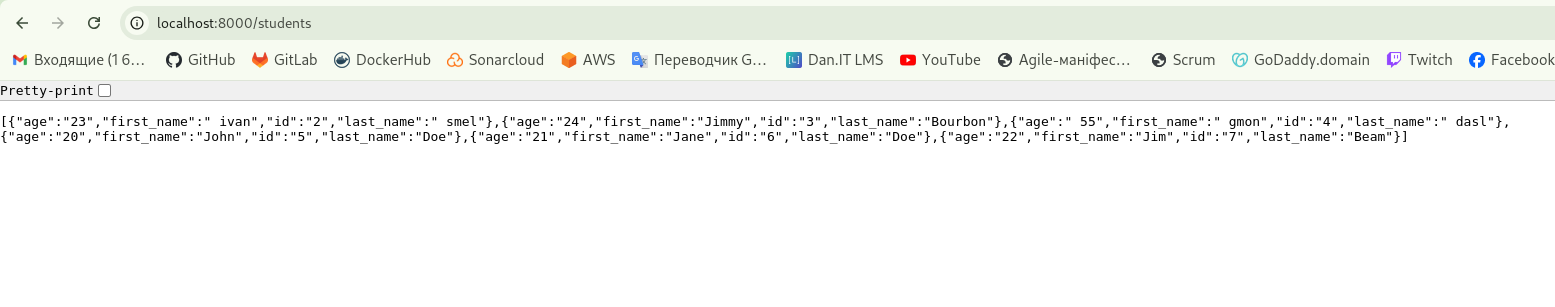 localhost:8000/students
Входящие (1 6... GitHub GitLab DockerHub Sonarcloud AWS Переводчик G... Dan.IT LMS YouTube Agile-маніфес... Scrum GoDaddy.domain Twitch Facebook
Pretty-print
[{"age":"23","first_name":" ivan","id":"2","last_name":" smel"},{"age":"24","first_name":"Jimmy","id":"3","last_name":"Bourbon"},{"age":" 55","first_name":" gmon","id":"4","last_name":" dasl"},
{"age":"20","first_name":"John","id":"5","last_name":"Doe"},{"age":"21","first_name":"Jane","id":"6","last_name":"Doe"},{"age":"22","first_name":"Jim","id":"7","last_name":"Beam"}]